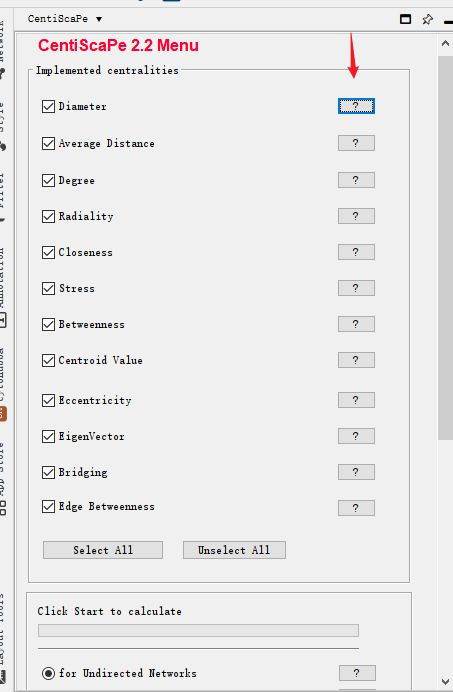 CentiScaPe ▼
CentiScaPe 2.2 Menu
Implemented centralities
Diameter ?
Average Distance ?
Degree ?
Radiality ?
Closeness ?
Stress ?
Betweenness ?
Centroid Value ?
Eccentricity ?
EigenVector ?
Bridging ?
Edge Betweenness ?
Select All Unselect All
Click Start to calculate
for Undirected Networks ?
Network
Style
Filter
Annotation
App Store
Layout Tools